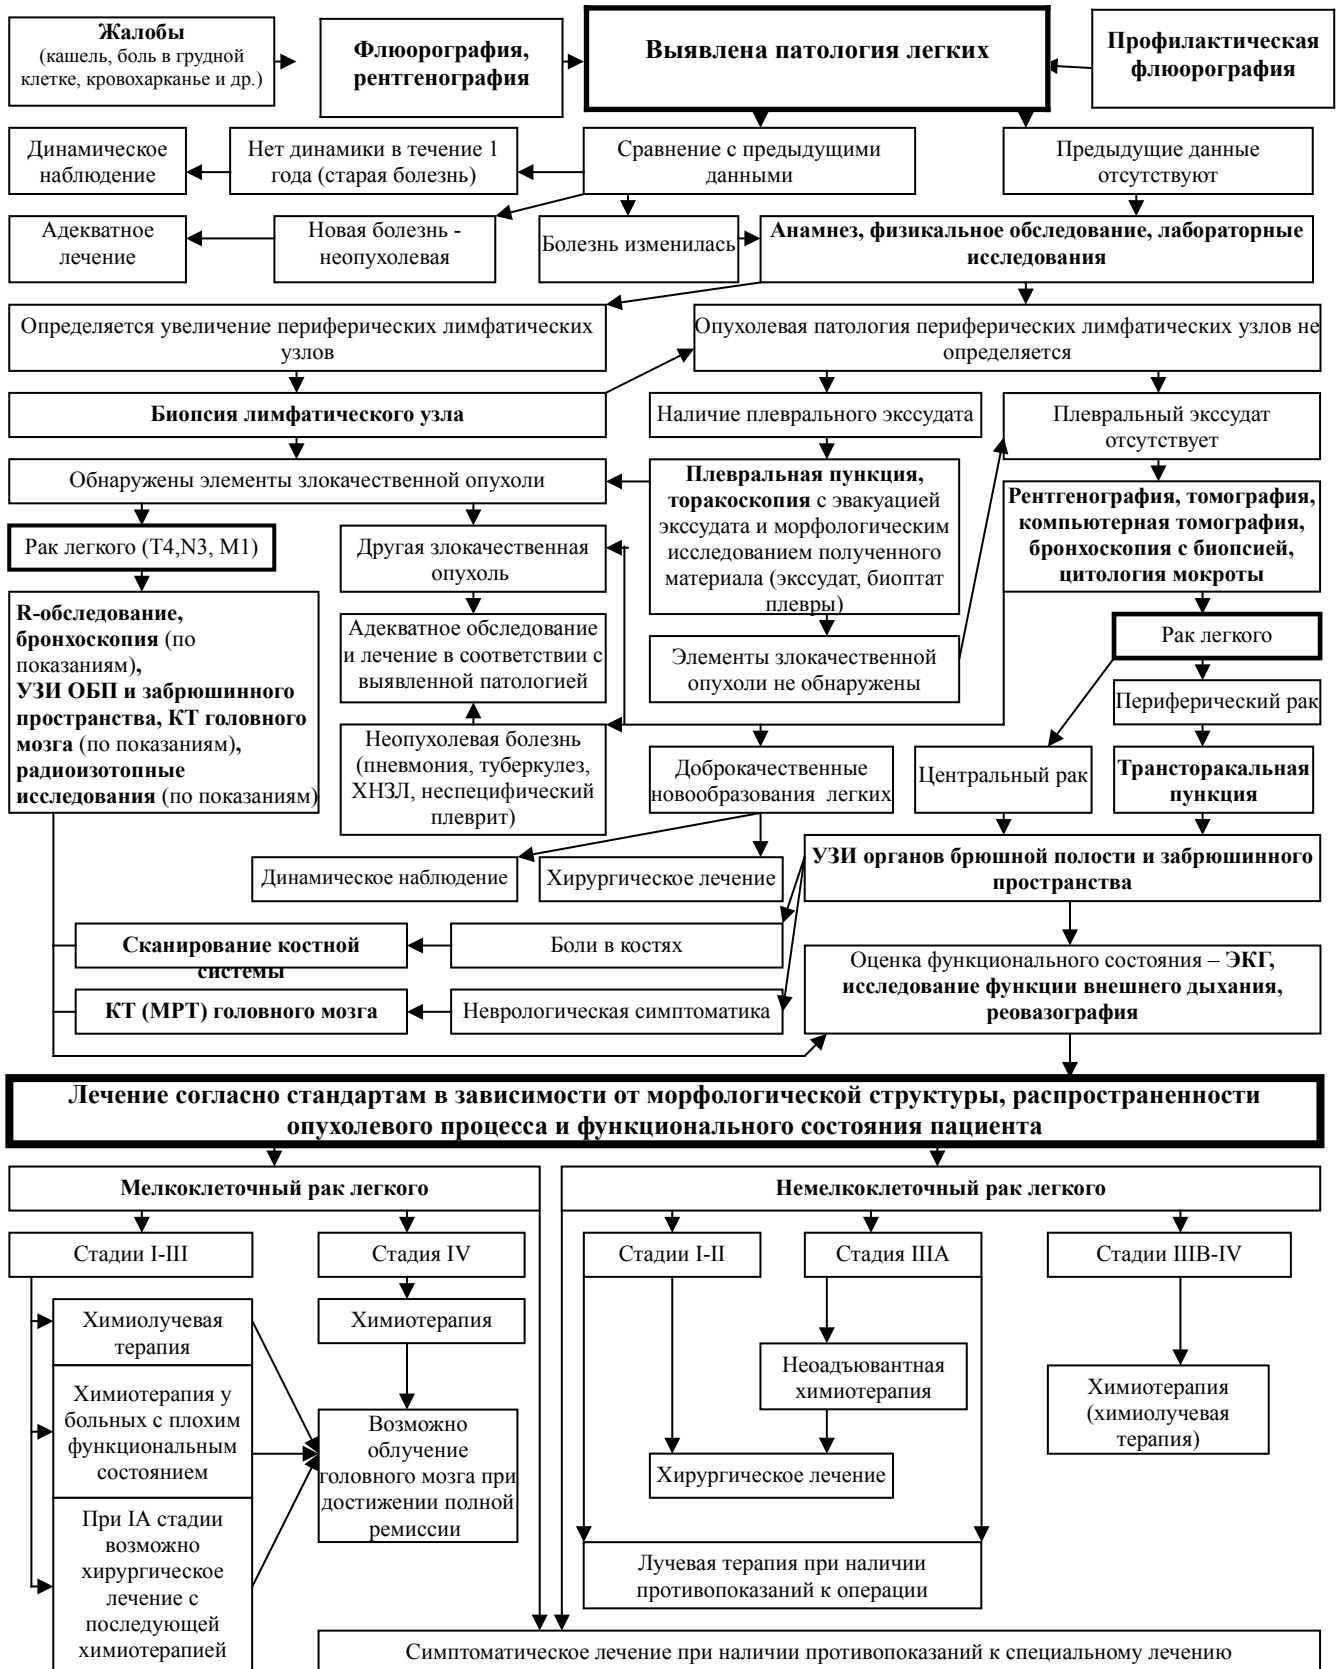 Жалобы
(кашель, боль в грудной
клетке, кровохарканье и др.)
Флюорография,
рентгенография
Выявлена патология легких
Профилактическая
флюорография
Динамическое
наблюдение
Нет динамики в течение 1
года (старая болезнь)
Сравнение с предыдущими
данными
Предыдущие данные
отсутствуют
Адекватное
лечение
Новая болезнь -
неопухолевая
Болезнь изменилась
Анамнез, физикальное обследование, лабораторные
исследования
Определяется увеличение периферических лимфатических
узлов
Опухолевая патология периферических лимфатических узлов не
определяется
Биопсия лимфатического узла
Наличие плеврального экссудата
Плевральный экссудат
отсутствует
Обнаружены элементы злокачественной опухоли
Плевральная пункция,
торакоскопия с эвакуацией
экссудата и морфологическим
исследованием полученного
материала (экссудат, биоптат
плевры)
Рентгенография, томография,
компьютерная томография,
бронхоскопия с биопсией,
цитология мокроты
Рак легкого (T4,N3, M1)
Другая злокачественная
опухоль
R-обследование,
бронхоскопия (по
показаниям),
УЗИ ОБП и забрюшинного
пространства, КТ головного
мозга (по показаниям),
радиоизотопные
исследования (по показаниям)
Адекватное обследование
и лечение в соответствии с
выявленной патологией
Элементы злокачественной
опухоли не обнаружены
Рак легкого
Периферический рак
Неопухолевая болезнь
(пневмония, туберкулез,
ХНЗЛ, неспецифический
плеврит)
Доброкачественные
новообразования легких
Центральный рак
Трансторакальная
пункция
Динамическое наблюдение
Хирургическое лечение
УЗИ органов брюшной полости и забрюшинного
пространства
Сканирование костной
системы
Боли в костях
Оценка функционального состояния – ЭКГ,
исследование функции внешнего дыхания,
реовазография
КТ (МРТ) головного мозга
Неврологическая симптоматика
Лечение согласно стандартам в зависимости от морфологической структуры, распространенности
опухолевого процесса и функционального состояния пациента
Мелкоклеточный рак легкого
Немелкоклеточный рак легкого
Стадии I-III
Стадия IV
Стадии I-II
Стадия IIIA
Стадии IIIB-IV
Химиолучевая
терапия
Химиотерапия
Неоадъювантная
химиотерапия
Химиотерапия
(химиолучевая
терапия)
Химиотерапия у
больных с плохим
функциональным
состоянием
Возможно
облучение
головного мозга при
достижении полной
ремиссии
Хирургическое лечение
При IA стадии
возможно
хирургическое
лечение с
последующей
химиотерапией
Лучевая терапия при наличии
противопоказаний к операции
Симптоматическое лечение при наличии противопоказаний к специальному лечению